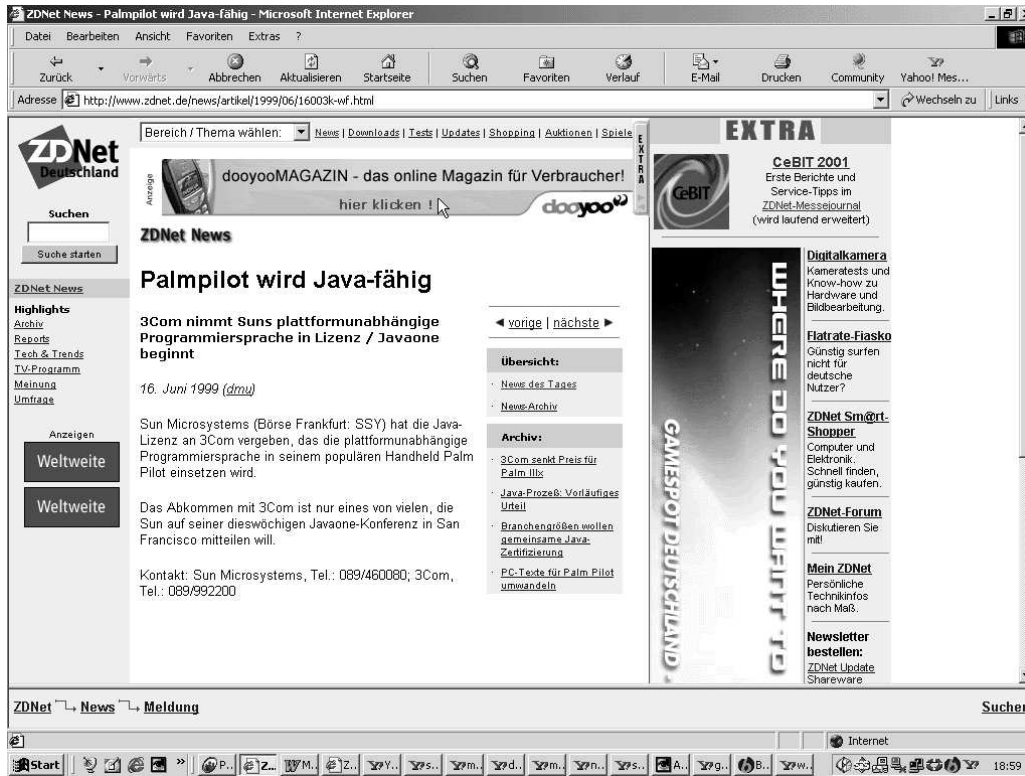 ZDNet News - Palmpilot wird Java-fähig - Microsoft Internet Explorer
Datei Bearbeiten Ansicht Favoriten Extras ?
Zurück Vorwärts Abbrechen Aktualisieren Startseite Suchen Favoriten Verlauf E-Mail Drucken Community Yahoo! Mes...
Adresse http://www.zdnet.de/news/artikel/1999/06/16003k-wf.html Wechseln zu Links
ZDNet
Deutschland
Suchen
Suche starten
ZDNet News
Highlights
Archiv
Reports
Tech & Trends
TV-Programm
Meinung
Umfrage
Anzeigen
Weltweite
Weltweite
Bereich / Thema wählen: News | Downloads | Tests | Updates | Shopping | Auktionen | Spiele
EXTRA
Anzeige
dooyooMAGAZIN - das online Magazin für Verbraucher!
hier klicken !
dooyoo
ZDNet News
Palmpilot wird Java-fähig
3Com nimmt Suns plattformunabhängige
Programmiersprache in Lizenz / Javaone
beginnt
16. Juni 1999 (dmu)
Sun Microsystems (Börse Frankfurt: SSY) hat die Java-
Lizenz an 3Com vergeben, das die plattformunabhängige
Programmiersprache in seinem populären Handheld Palm
Pilot einsetzen wird.
Das Abkommen mit 3Com ist nur eines von vielen, die
Sun auf seiner dieswöchigen Javaone-Konferenz in San
Francisco mitteilen will.
Kontakt: Sun Microsystems, Tel.: 089/460080; 3Com,
Tel.: 089/992200
◄ vorige | nächste ►
Übersicht:
· News des Tages
· News-Archiv
Archiv:
· 3Com senkt Preis für
Palm IIIx
· Java-Prozeß: Vorläufiges
Urteil
· Branchengrößen wollen
gemeinsame Java-
Zertifizierung
· PC-Texte für Palm Pilot
umwandeln
EXTRA
CeBIT
CeBIT 2001
Erste Berichte und
Service-Tipps im
ZDNet-Messejournal
(wird laufend erweitert)
WHERE DO YOU WANT TO
GAMESPOT DEUTSCHLAND
Digitalkamera
Kameratests und
Know-how zu
Hardware und
Bildbearbeitung.
Flatrate-Fiasko
Günstig surfen
nicht für
deutsche
Nutzer?
ZDNet Sm@rt-
Shopper
Computer und
Elektronik.
Schnell finden,
günstig kaufen.
ZDNet-Forum
Diskutieren Sie
mit!
Mein ZDNet
Persönliche
Technikinfos
nach Maß.
Newsletter
bestellen:
ZDNet Update
Shareware
ZDNet News Meldung Sucher
Internet
Start » P.. Z... M.. Z.. Y.. s.. m.. d.. m.. n.. s.. A.. g.. B.. w.. 18:59